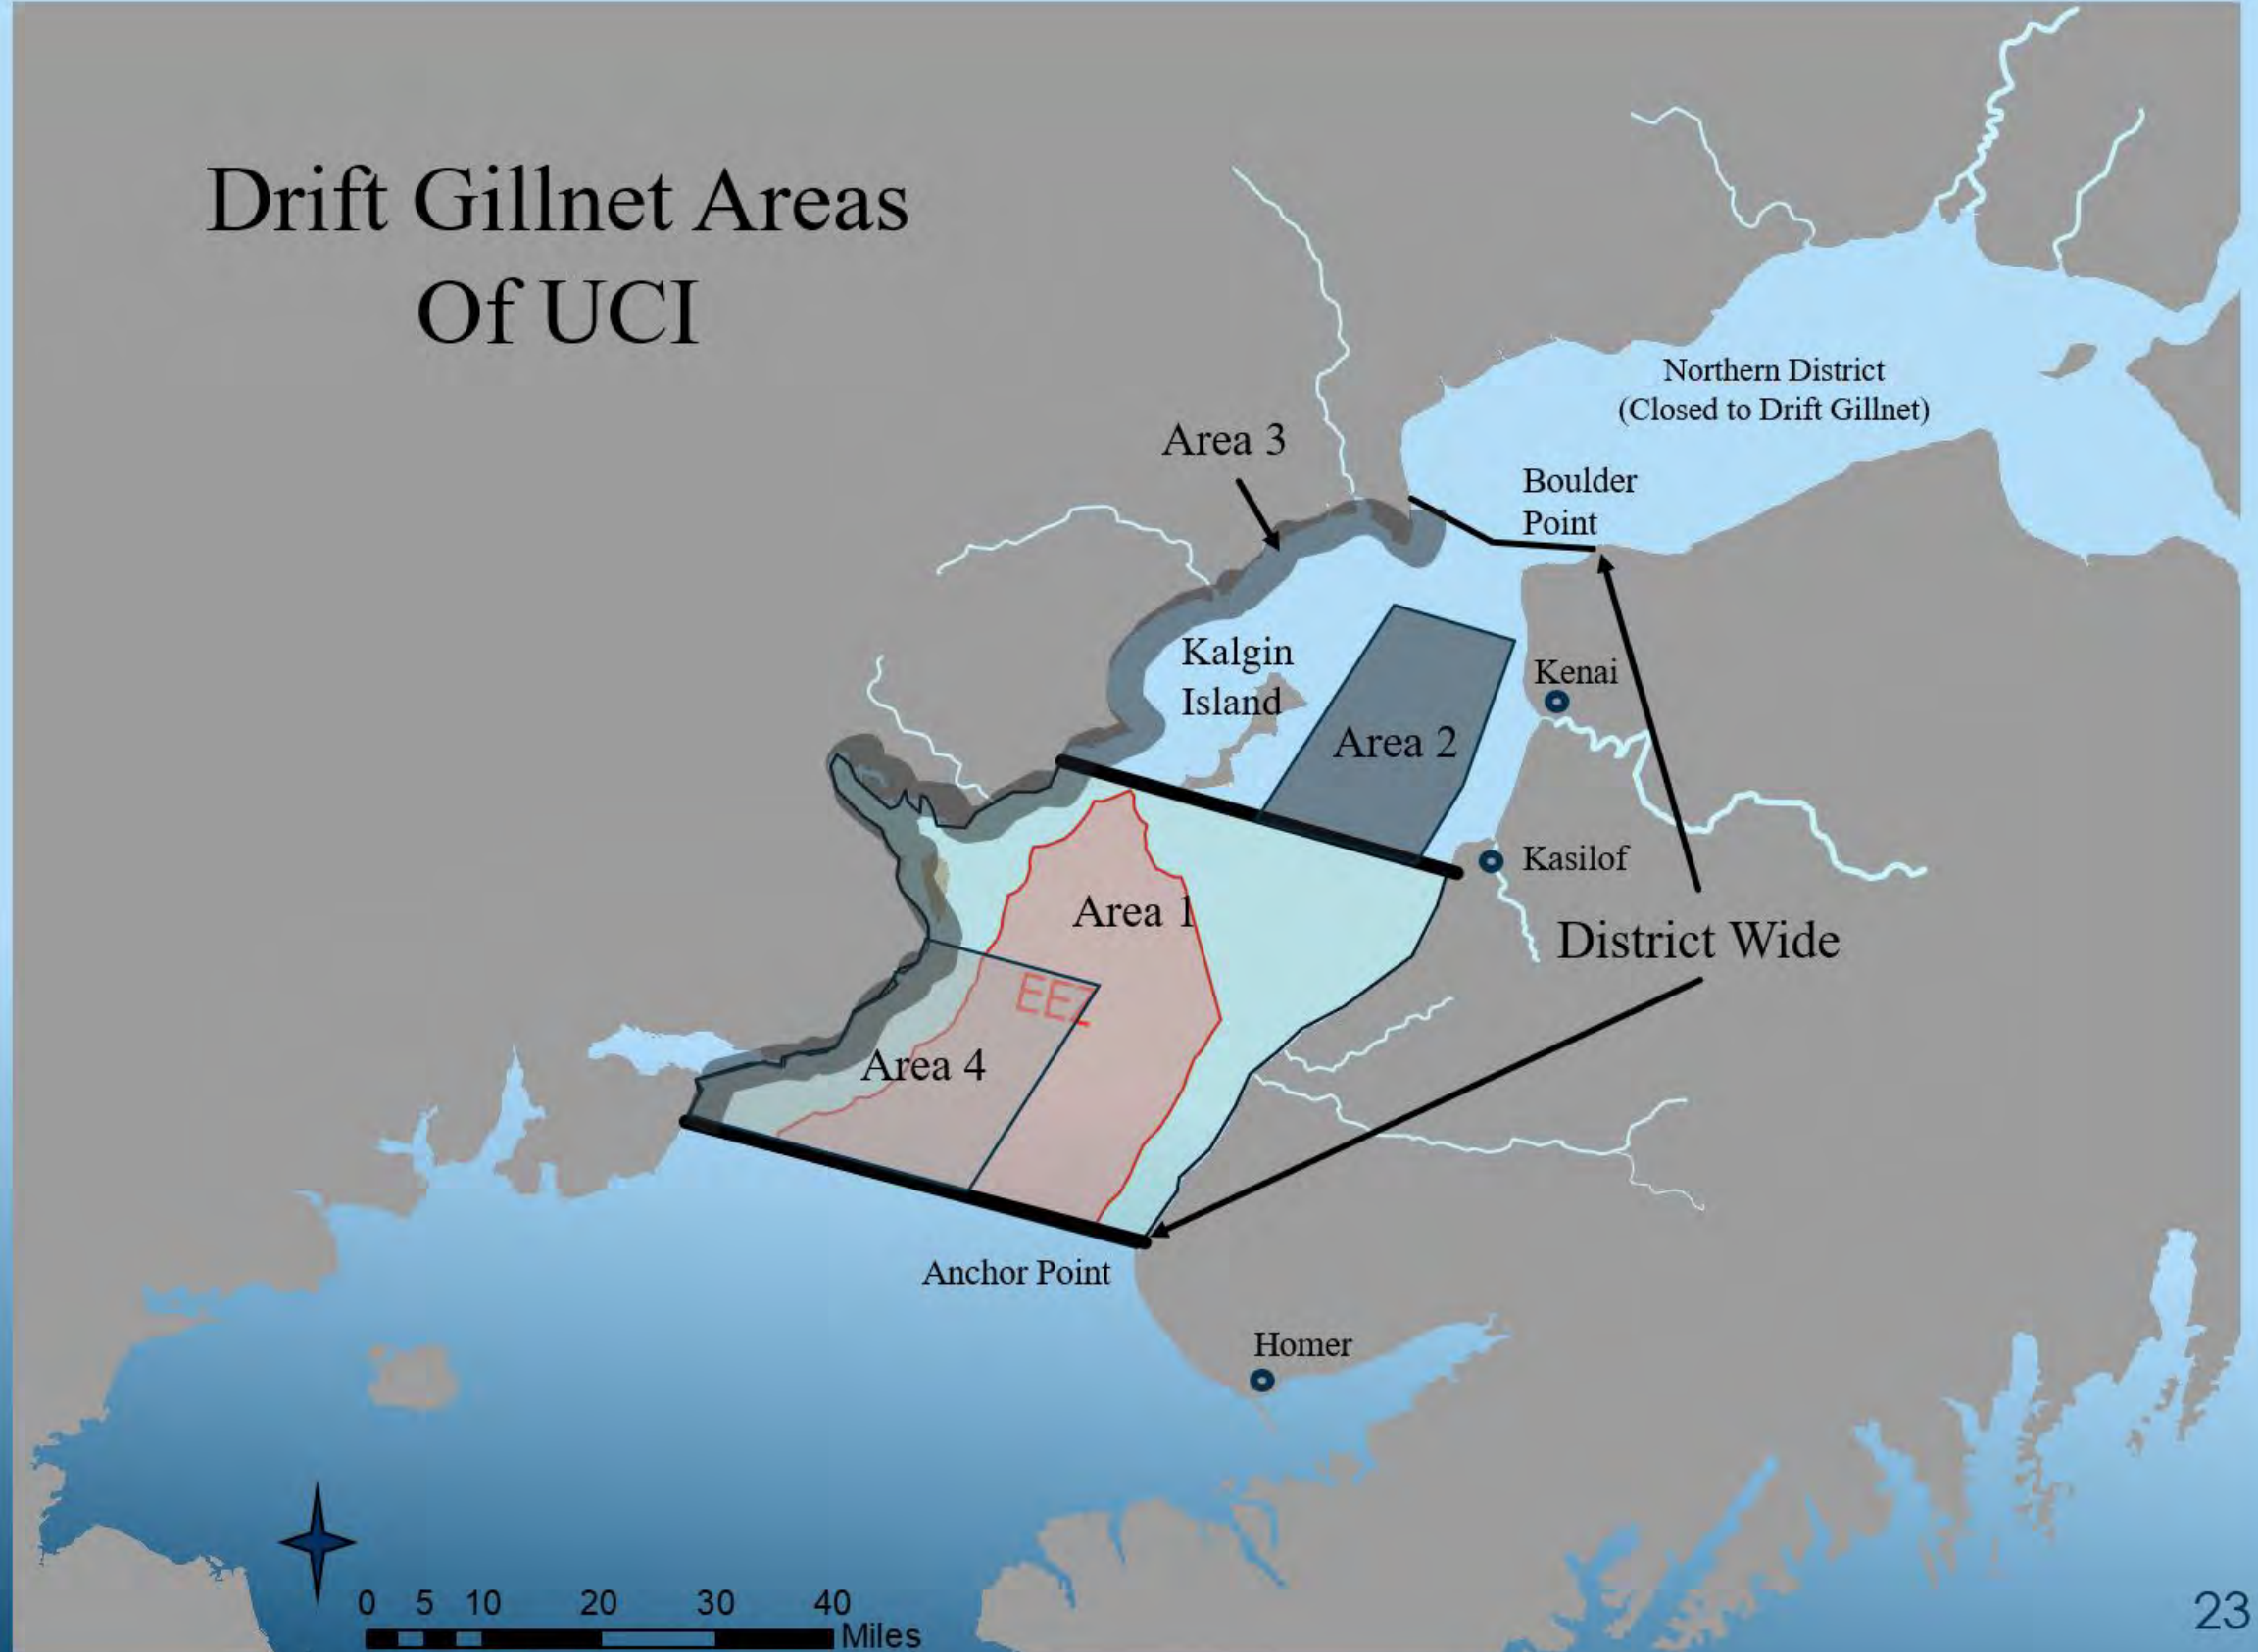 Drift Gillnet Areas
Of UCI
Northern District
(Closed to Drift Gillnet)
Area 3
Boulder
Point
Kalgin
Island
Kenai
Area 2
Kasilof
Area 1
District Wide
EEZ
Area 4
Anchor Point
Homer
0 5 10 20 30 40
Miles
23